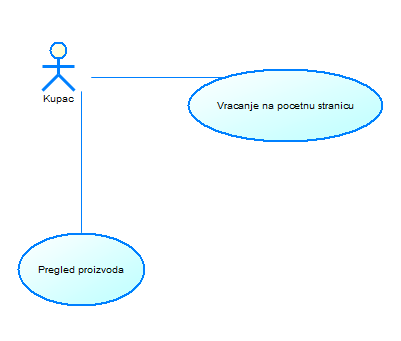 Kupac
Vracanje na pocetnu stranicu
Pregled proizvoda